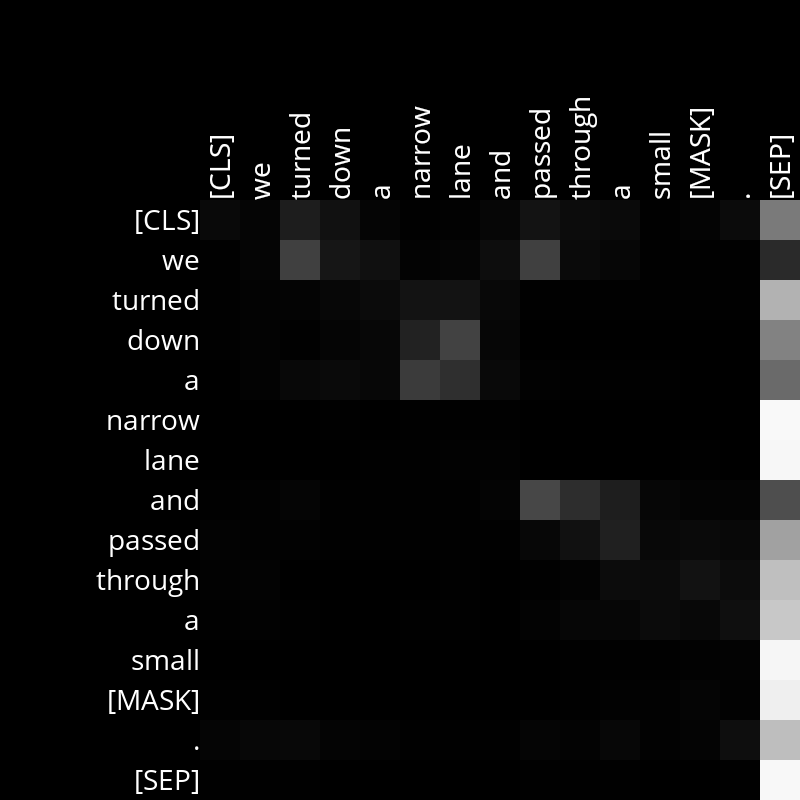 [CLS] we turned down a narrow lane and passed through a small [MASK] . [SEP]
[CLS]
we
turned
down
a
narrow
lane
and
passed
through
a
small
[MASK]
.
[SEP]